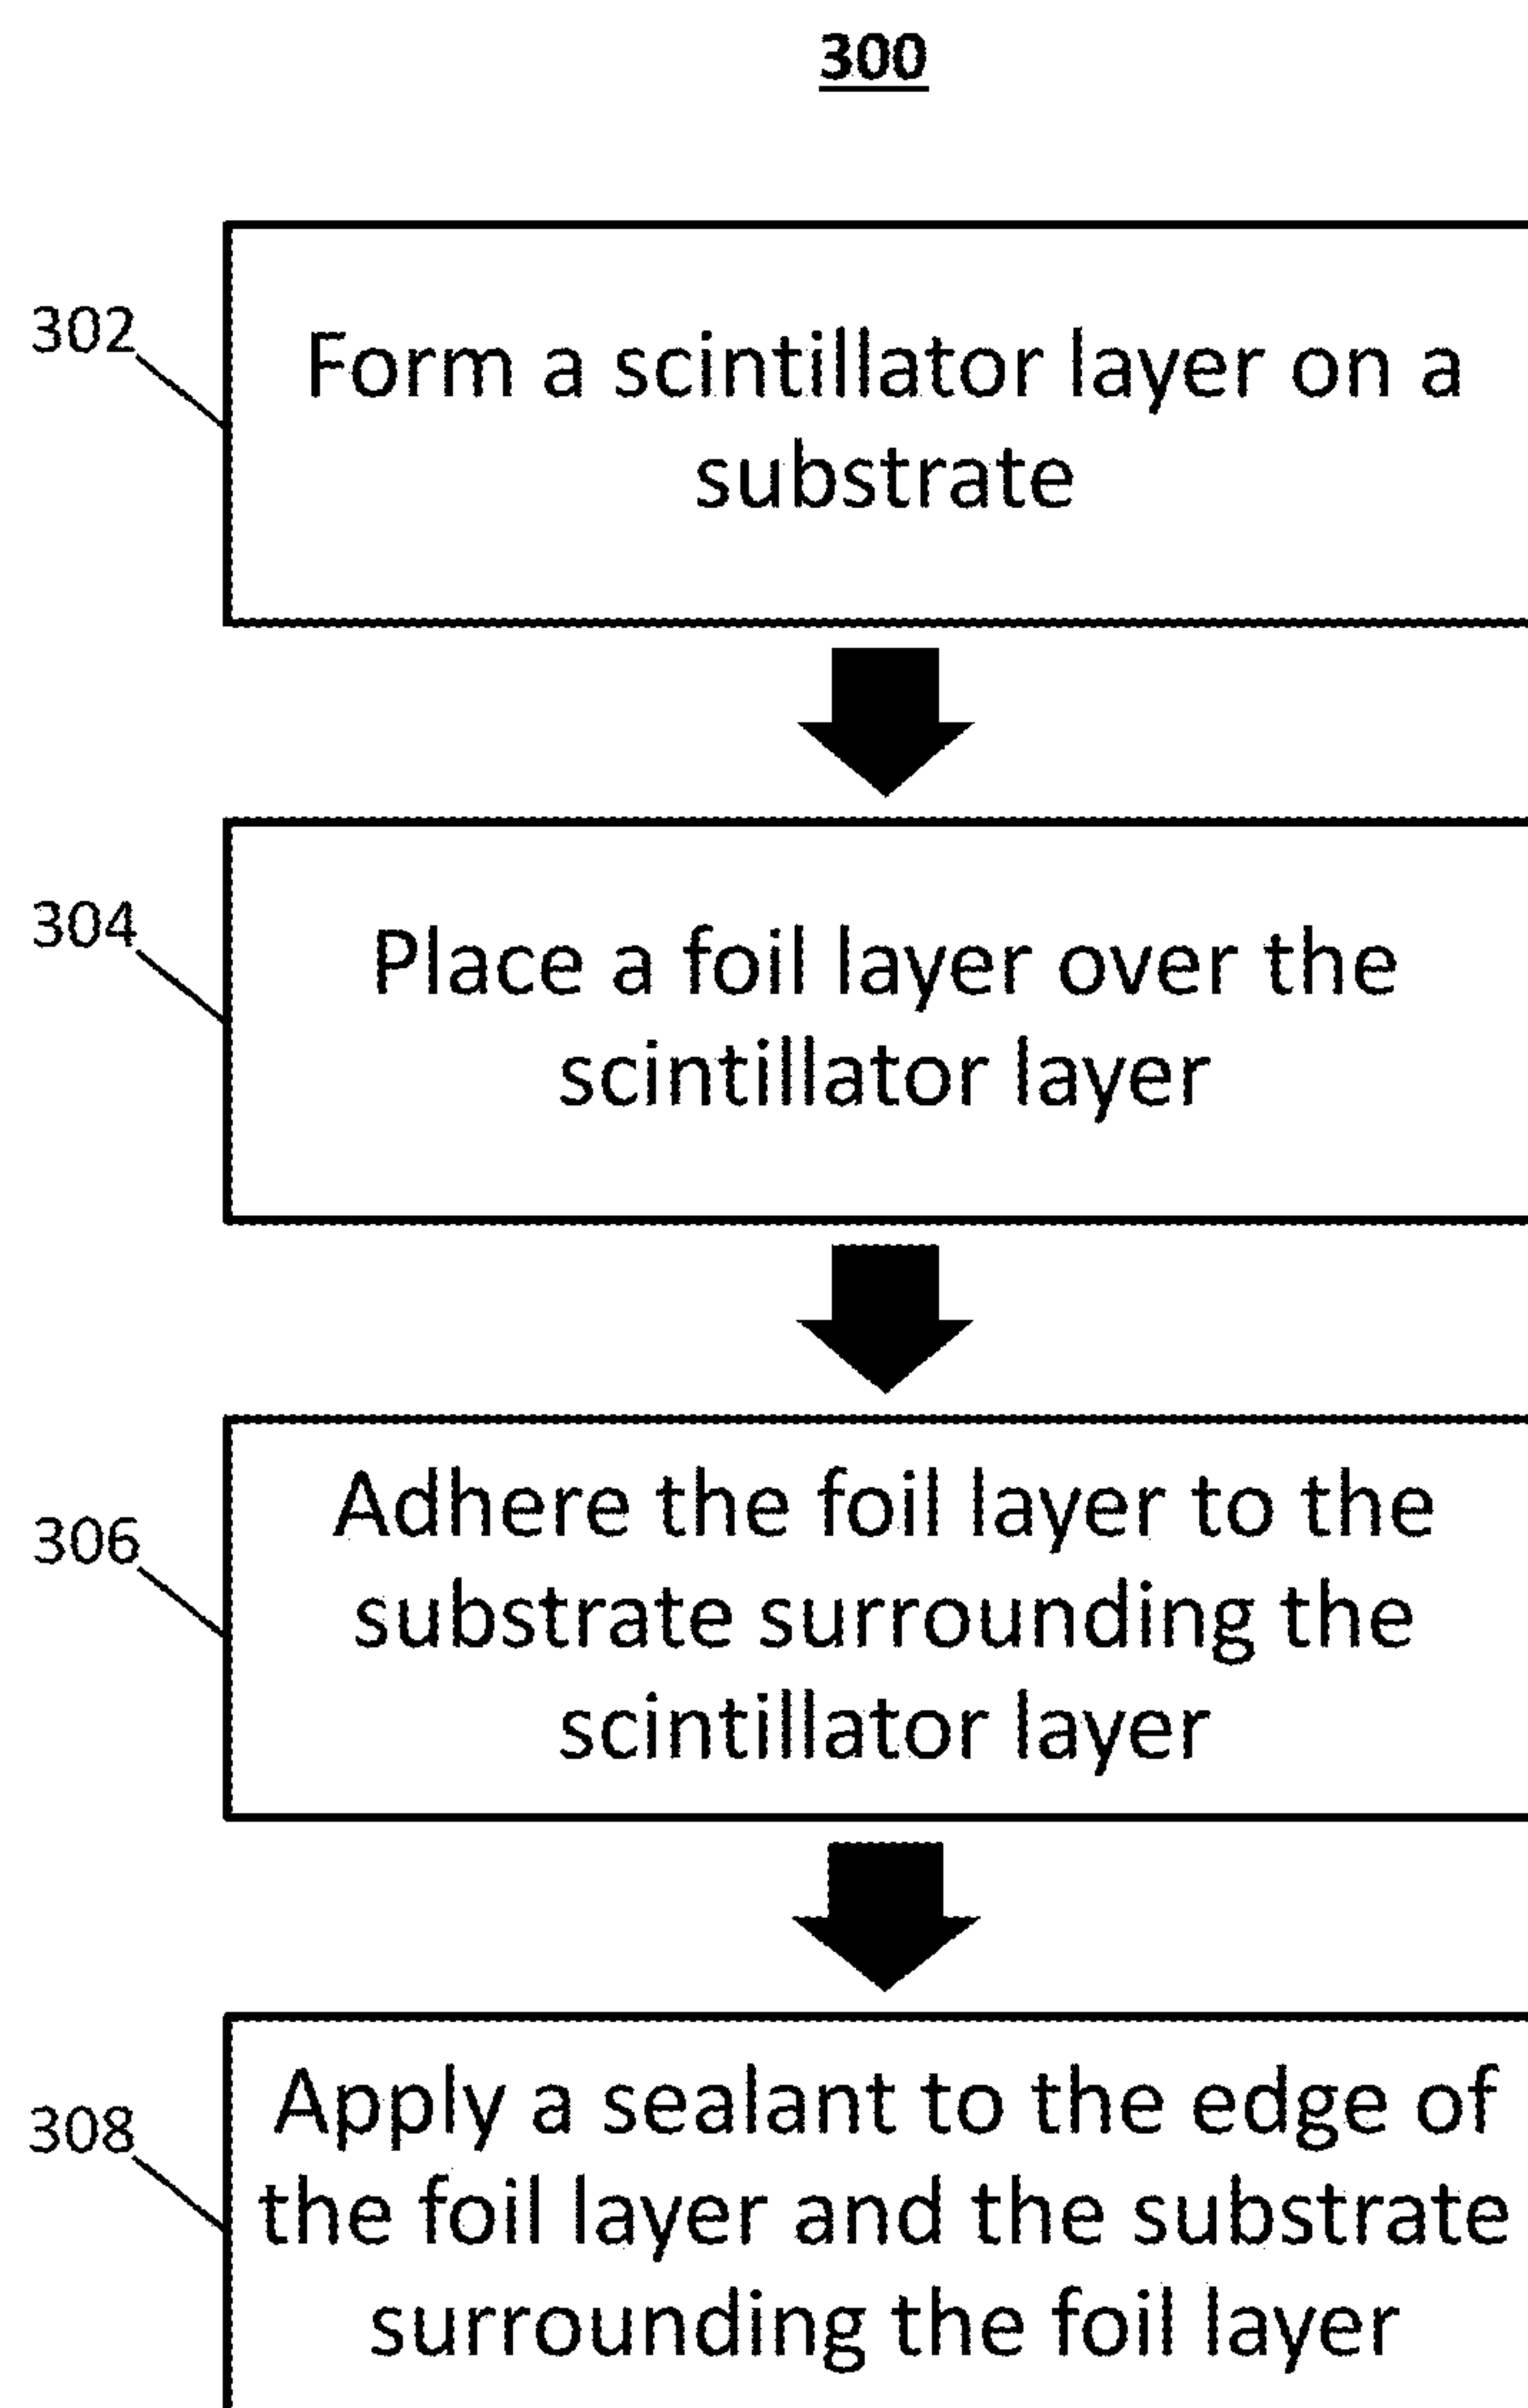 300
302
Form a scintillator layer on a
substrate
304
Place a foil layer over the
scintillator layer
306
Adhere the foil layer to the
substrate surrounding the
scintillator layer
308
Apply a sealant to the edge of
the foil layer and the substrate
surrounding the foil layer